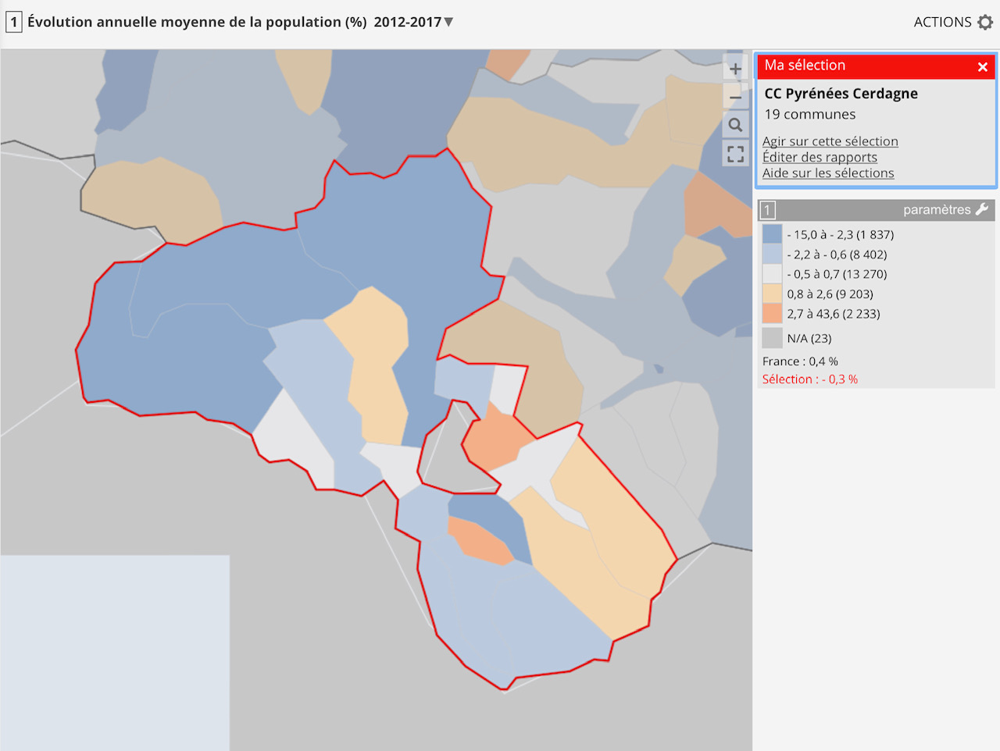 1 Évolution annuelle moyenne de la population (%) 2012-2017▼
ACTIONS
Ma sélection
CC Pyrénées Cerdagne
19 communes
Agir sur cette sélection
Éditer des rapports
Aide sur les sélections
1 paramètres
- 15,0 à - 2,3 (1 837)
- 2,2 à - 0,6 (8 402)
- 0,5 à 0,7 (13 270)
0,8 à 2,6 (9 203)
2,7 à 43,6 (2 233)
N/A (23)
France : 0,4 %
Sélection : - 0,3 %